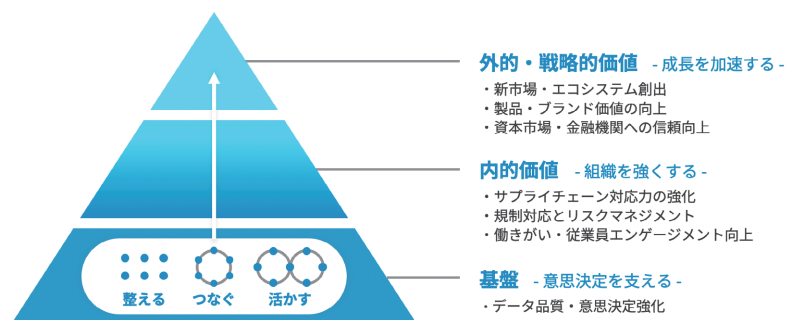 外的・戦略的価値 - 成長を加速する -
・新市場・エコシステム創出
・製品・ブランド価値の向上
・資本市場・金融機関への信頼向上
内的価値 - 組織を強くする -
・サプライチェーン対応力の強化
・規制対応とリスクマネジメント
・働きがい・従業員エンゲージメント向上
基盤 - 意思決定を支える -
・データ品質・意思決定強化
整える つなぐ 活かす